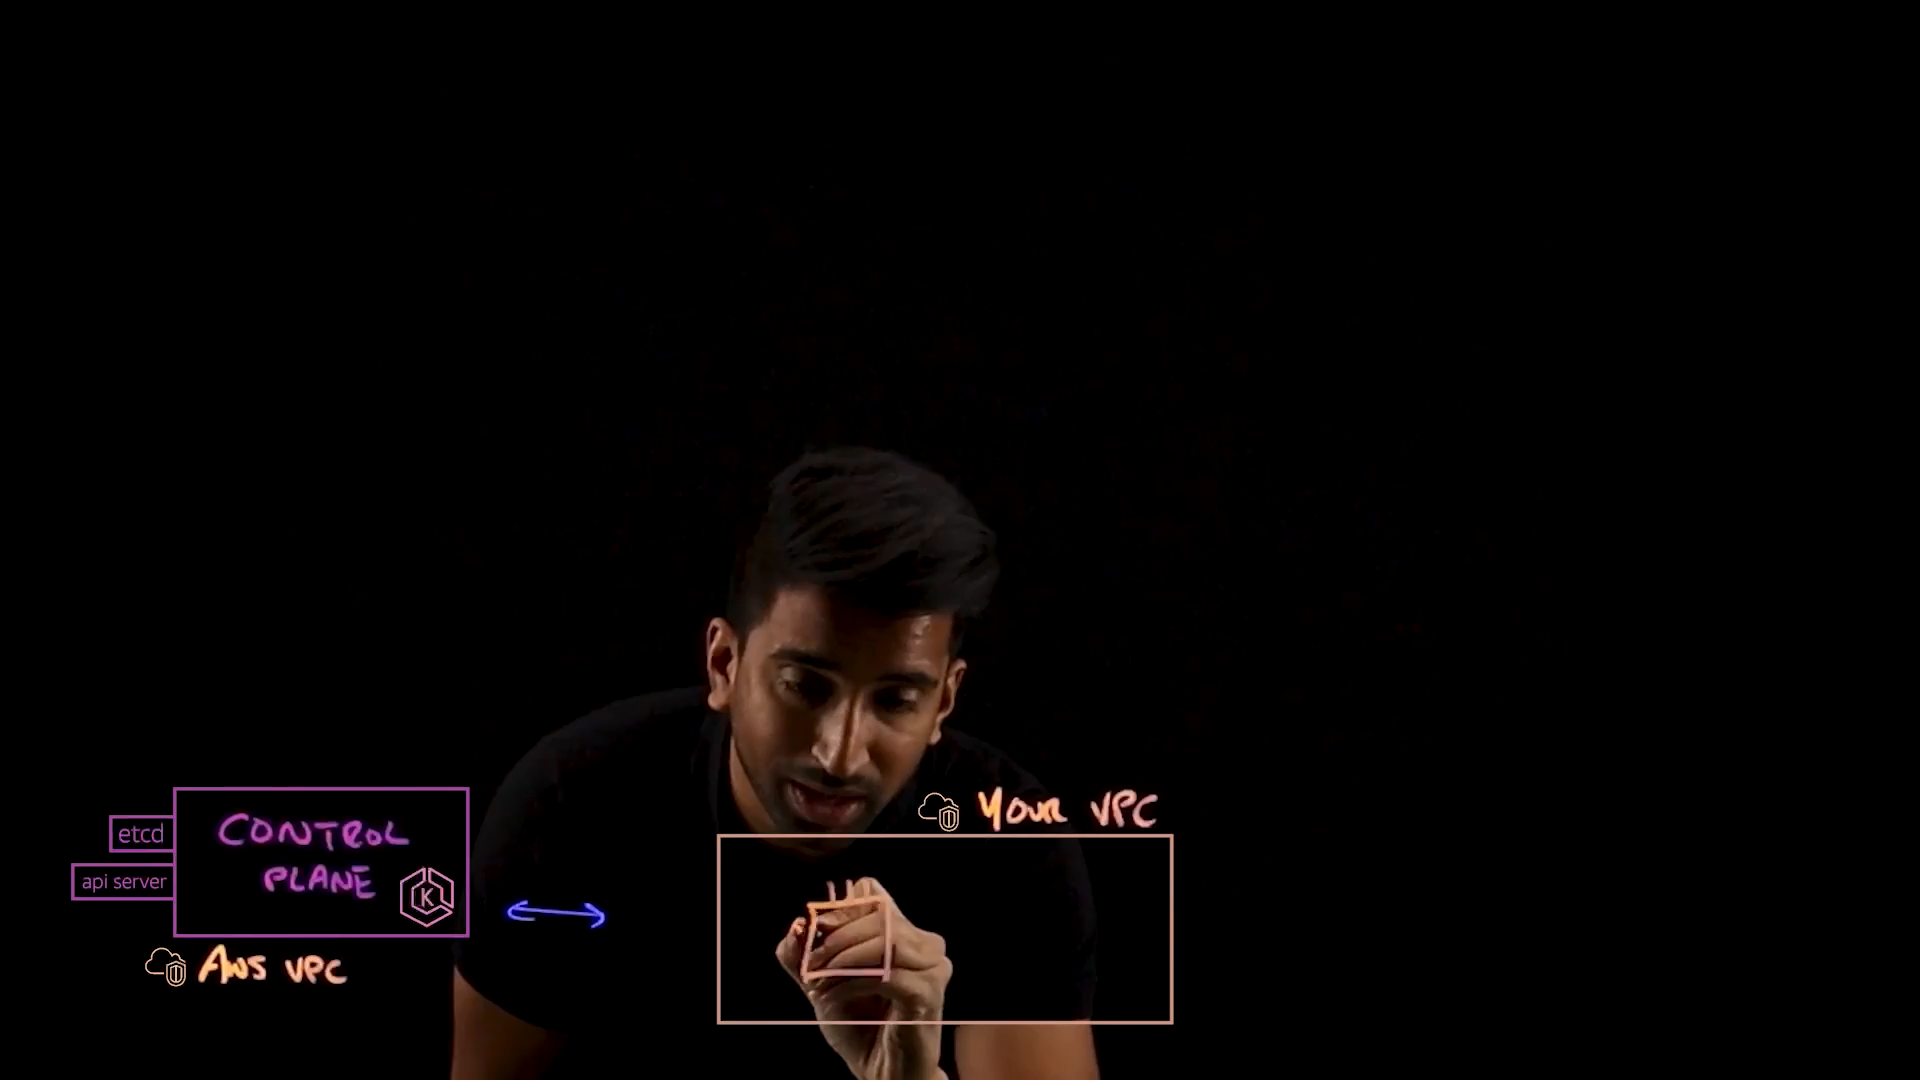 etcd
api server
CONTROL
PLANE
K
AWS VPC
YOUR VPC